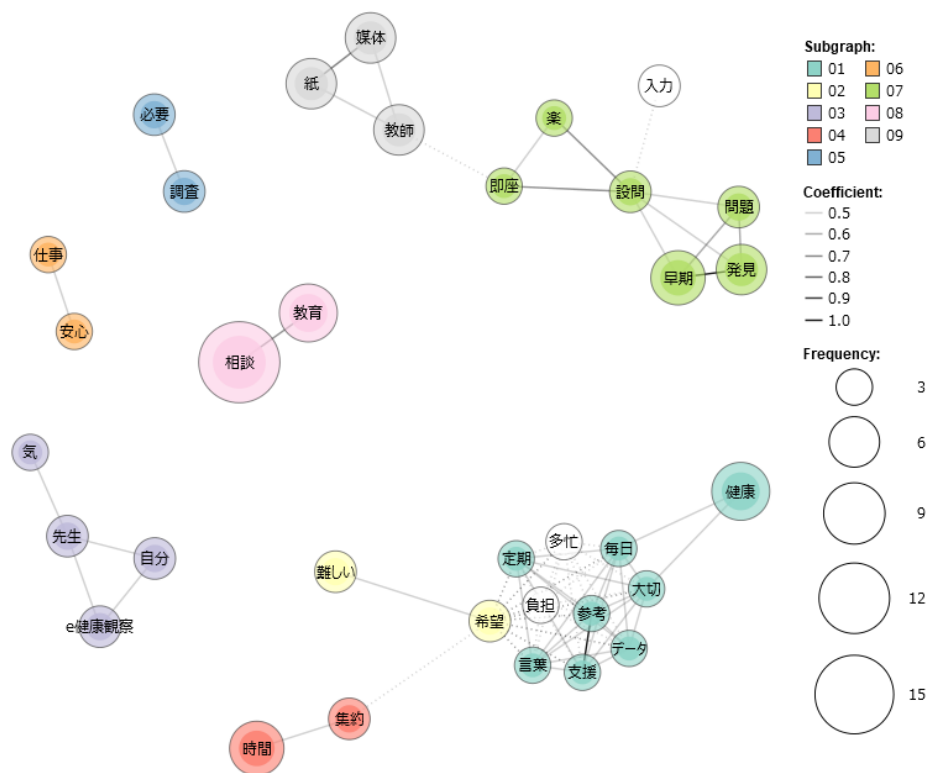 媒体
紙
教師
入力
必要
楽
調査
即座
設問
問題
早期
発見
仕事
安心
教育
相談
気
先生
自分
e健康観察
健康
多忙
毎日
定期
難しい
大切
負担
参考
希望
データ
言葉
支援
集約
時間
Subgraph:
01 06
02 07
03 08
04 09
05
Coefficient:
0.5
0.6
0.7
0.8
0.9
1.0
Frequency:
3
6
9
12
15